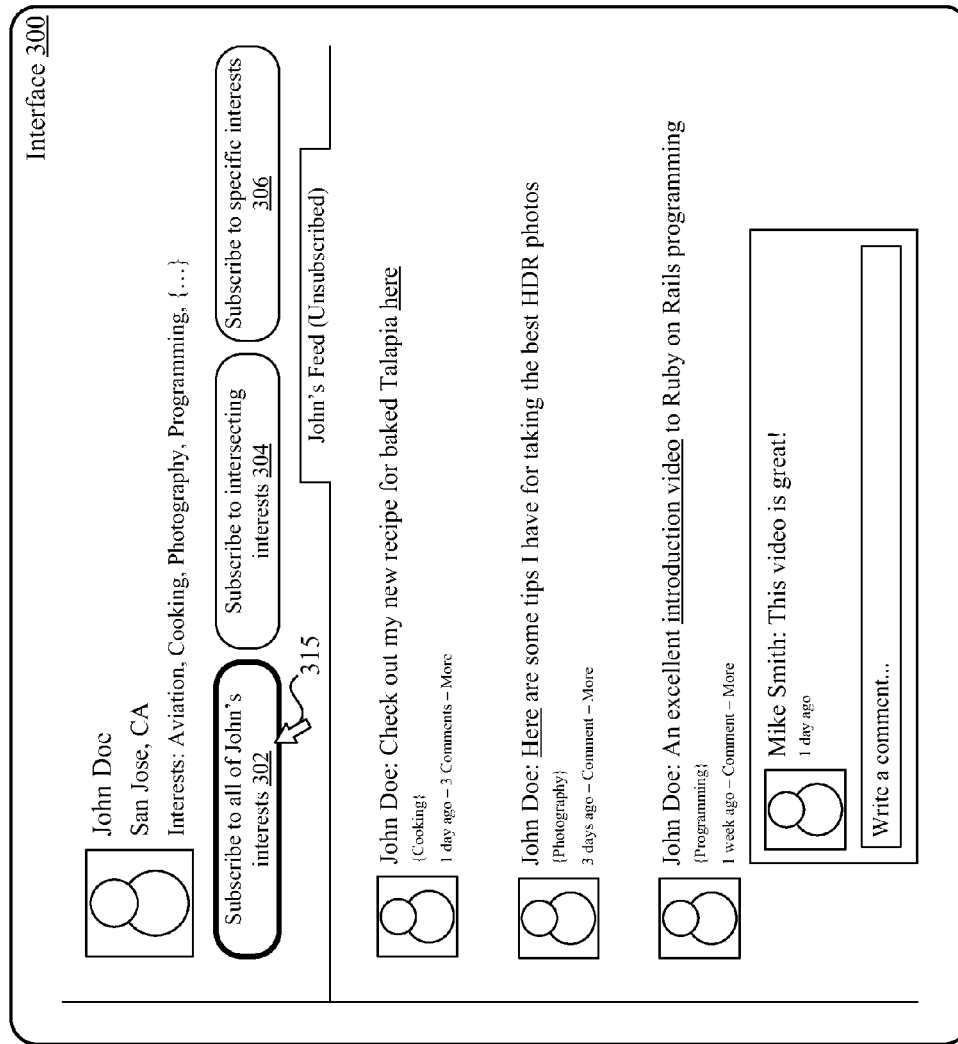 Interface 300
John Doe
San Jose, CA
Interests: Aviation, Cooking, Photography, Programming, {…}
Subscribe to all of John's
interests 302
Subscribe to intersecting
interests 304
Subscribe to specific interests
306
315
John's Feed (Unsubscribed)
John Doe: Check out my new recipe for baked Talapia here
{Cooking}
1 day ago – 3 Comments – More
John Doe: Here are some tips I have for taking the best HDR photos
{Photography}
3 days ago – Comment – More
John Doe: An excellent introduction video to Ruby on Rails programming
{Programming}
1 week ago – Comment – More
Mike Smith: This video is great!
1 day ago
Write a comment...